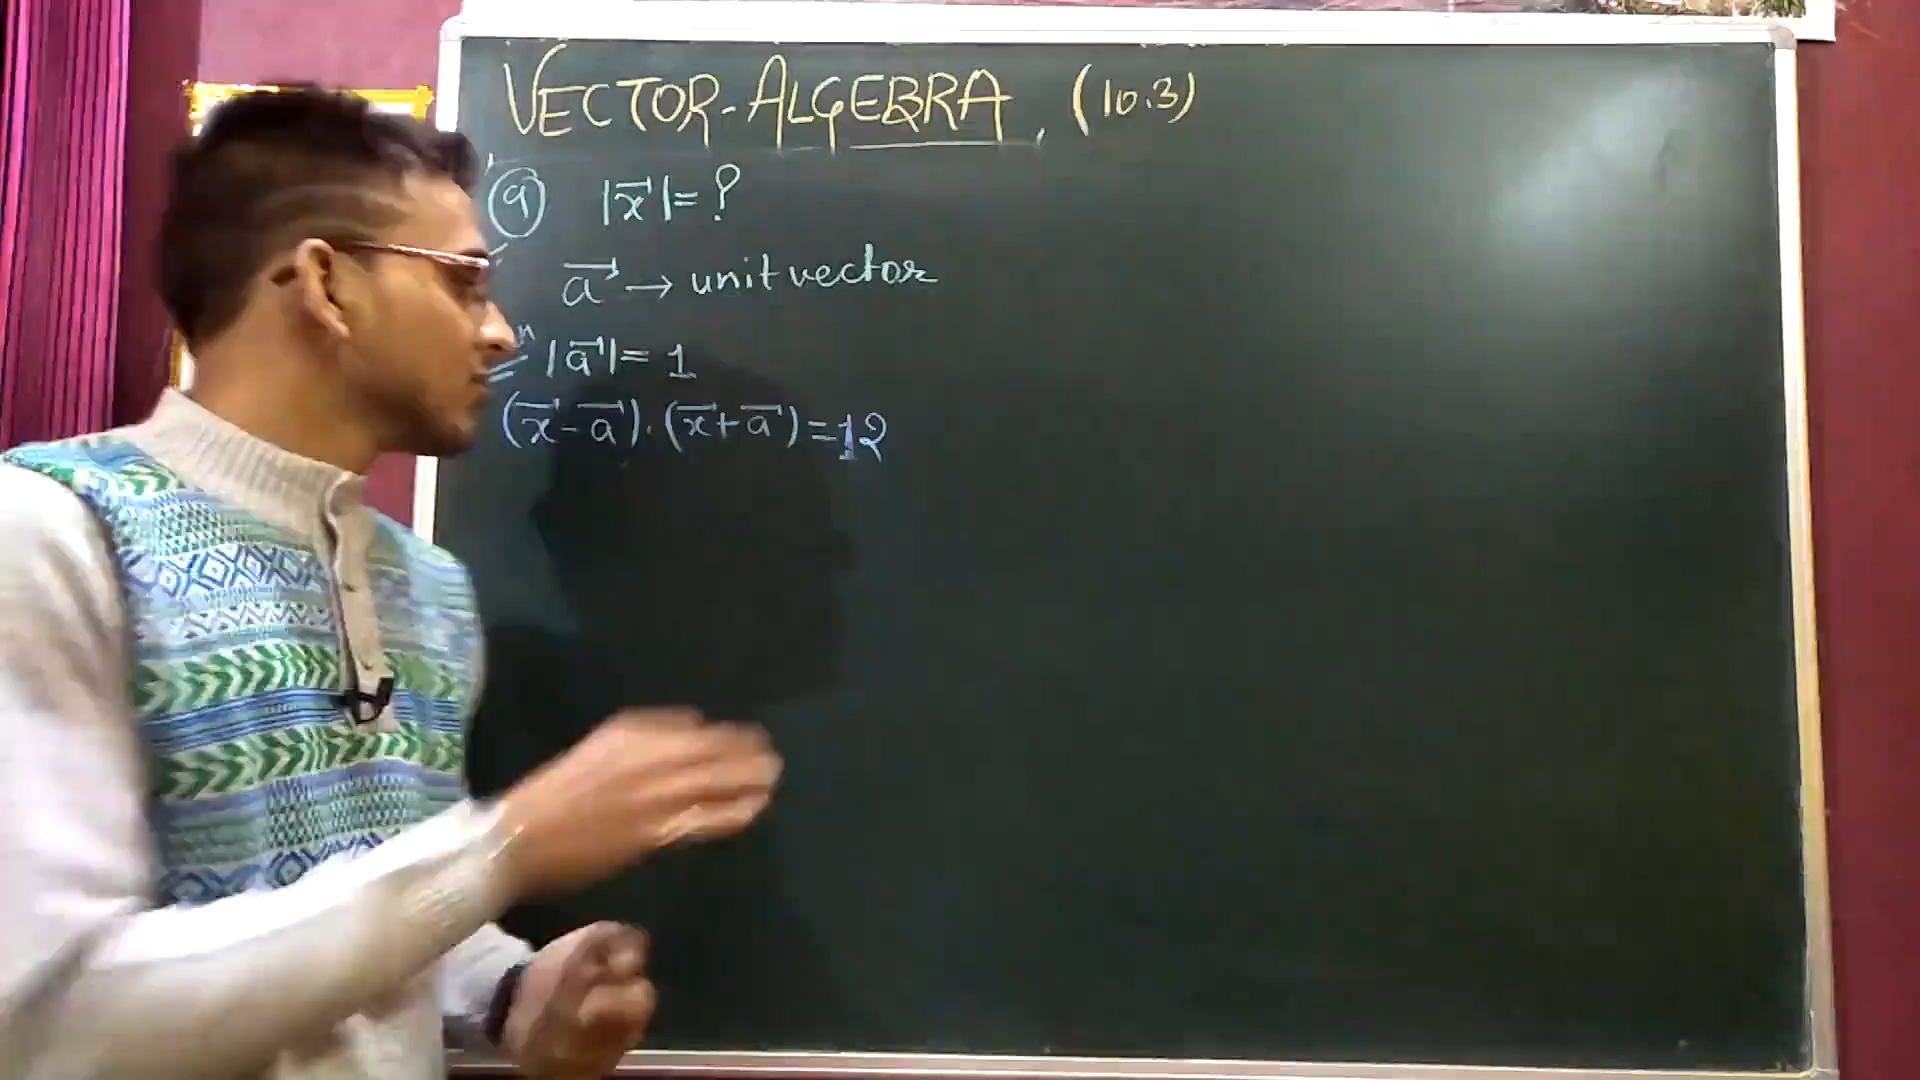 VECTOR-ALGEBRA, (10.3)
9 |x⃗|=?
a⃗ → unit vector
|a⃗|= 1
(x⃗-a⃗).(x⃗+a⃗)=12